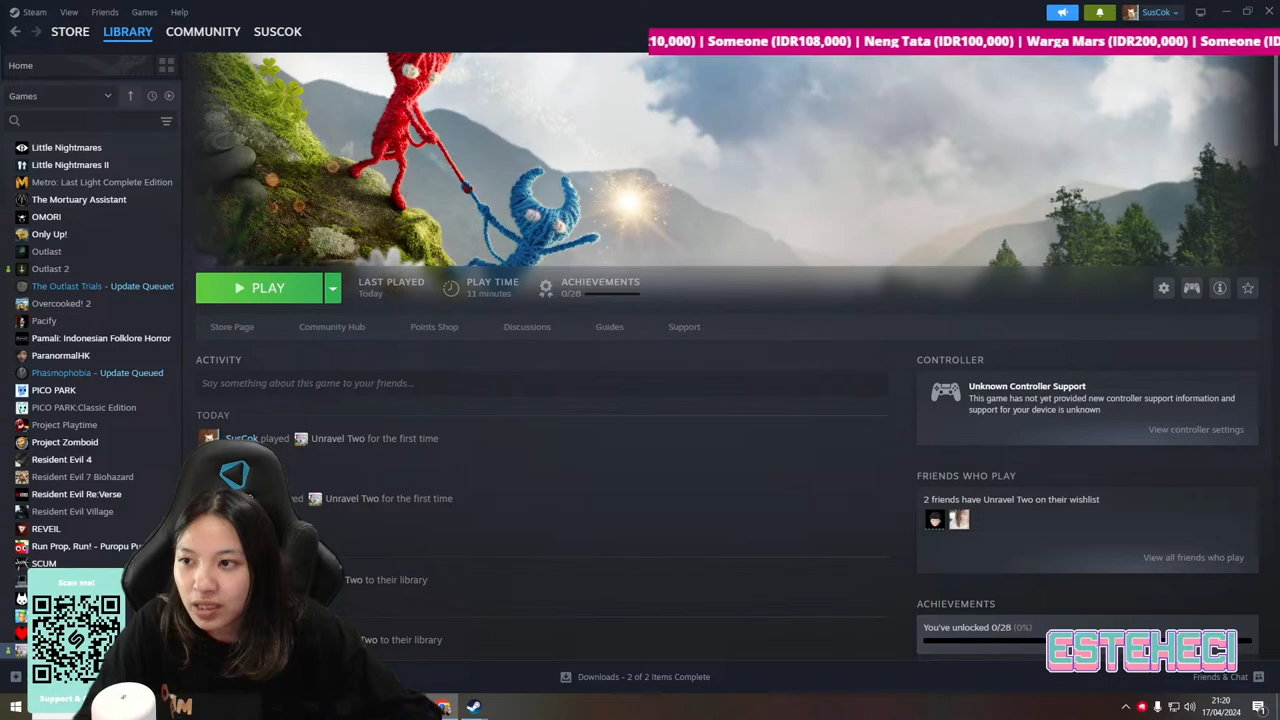 Steam View Friends Games Help
SusCok
STORE LIBRARY COMMUNITY SUSCOK
10,000) | Someone (IDR108,000) | Neng Tata (IDR100,000) | Warga Mars (IDR200,000) | Someone (ID
Home
Games
Little Nightmares
Little Nightmares II
Metro: Last Light Complete Edition
The Mortuary Assistant
OMORI
Only Up!
Outlast
Outlast 2
The Outlast Trials - Update Queued
Overcooked! 2
Pacify
Pamali: Indonesian Folklore Horror
ParanormalHK
Phasmophobia - Update Queued
PICO PARK
PICO PARK:Classic Edition
Project Playtime
Project Zomboid
Resident Evil 4
Resident Evil 7 Biohazard
Resident Evil Re:Verse
Resident Evil Village
REVEIL
Run Prop, Run! - Puropu Pu
SCUM
Scan me!
Support &
PLAY
LAST PLAYED
Today
PLAY TIME
11 minutes
ACHIEVEMENTS
0/28
Store Page Community Hub Points Shop Discussions Guides Support
ACTIVITY
Say something about this game to your friends...
TODAY
SusCok played Unravel Two for the first time
Unravel Two for the first time
Two to their library
Two to their library
CONTROLLER
Unknown Controller Support
This game has not yet provided new controller support information and
support for your device is unknown
View controller settings
FRIENDS WHO PLAY
2 friends have Unravel Two on their wishlist
View all friends who play
ACHIEVEMENTS
You've unlocked 0/28 (0%)
ESTEHECI
Downloads - 2 of 2 Items Complete
Friends & Chat
21:20
17/04/2024